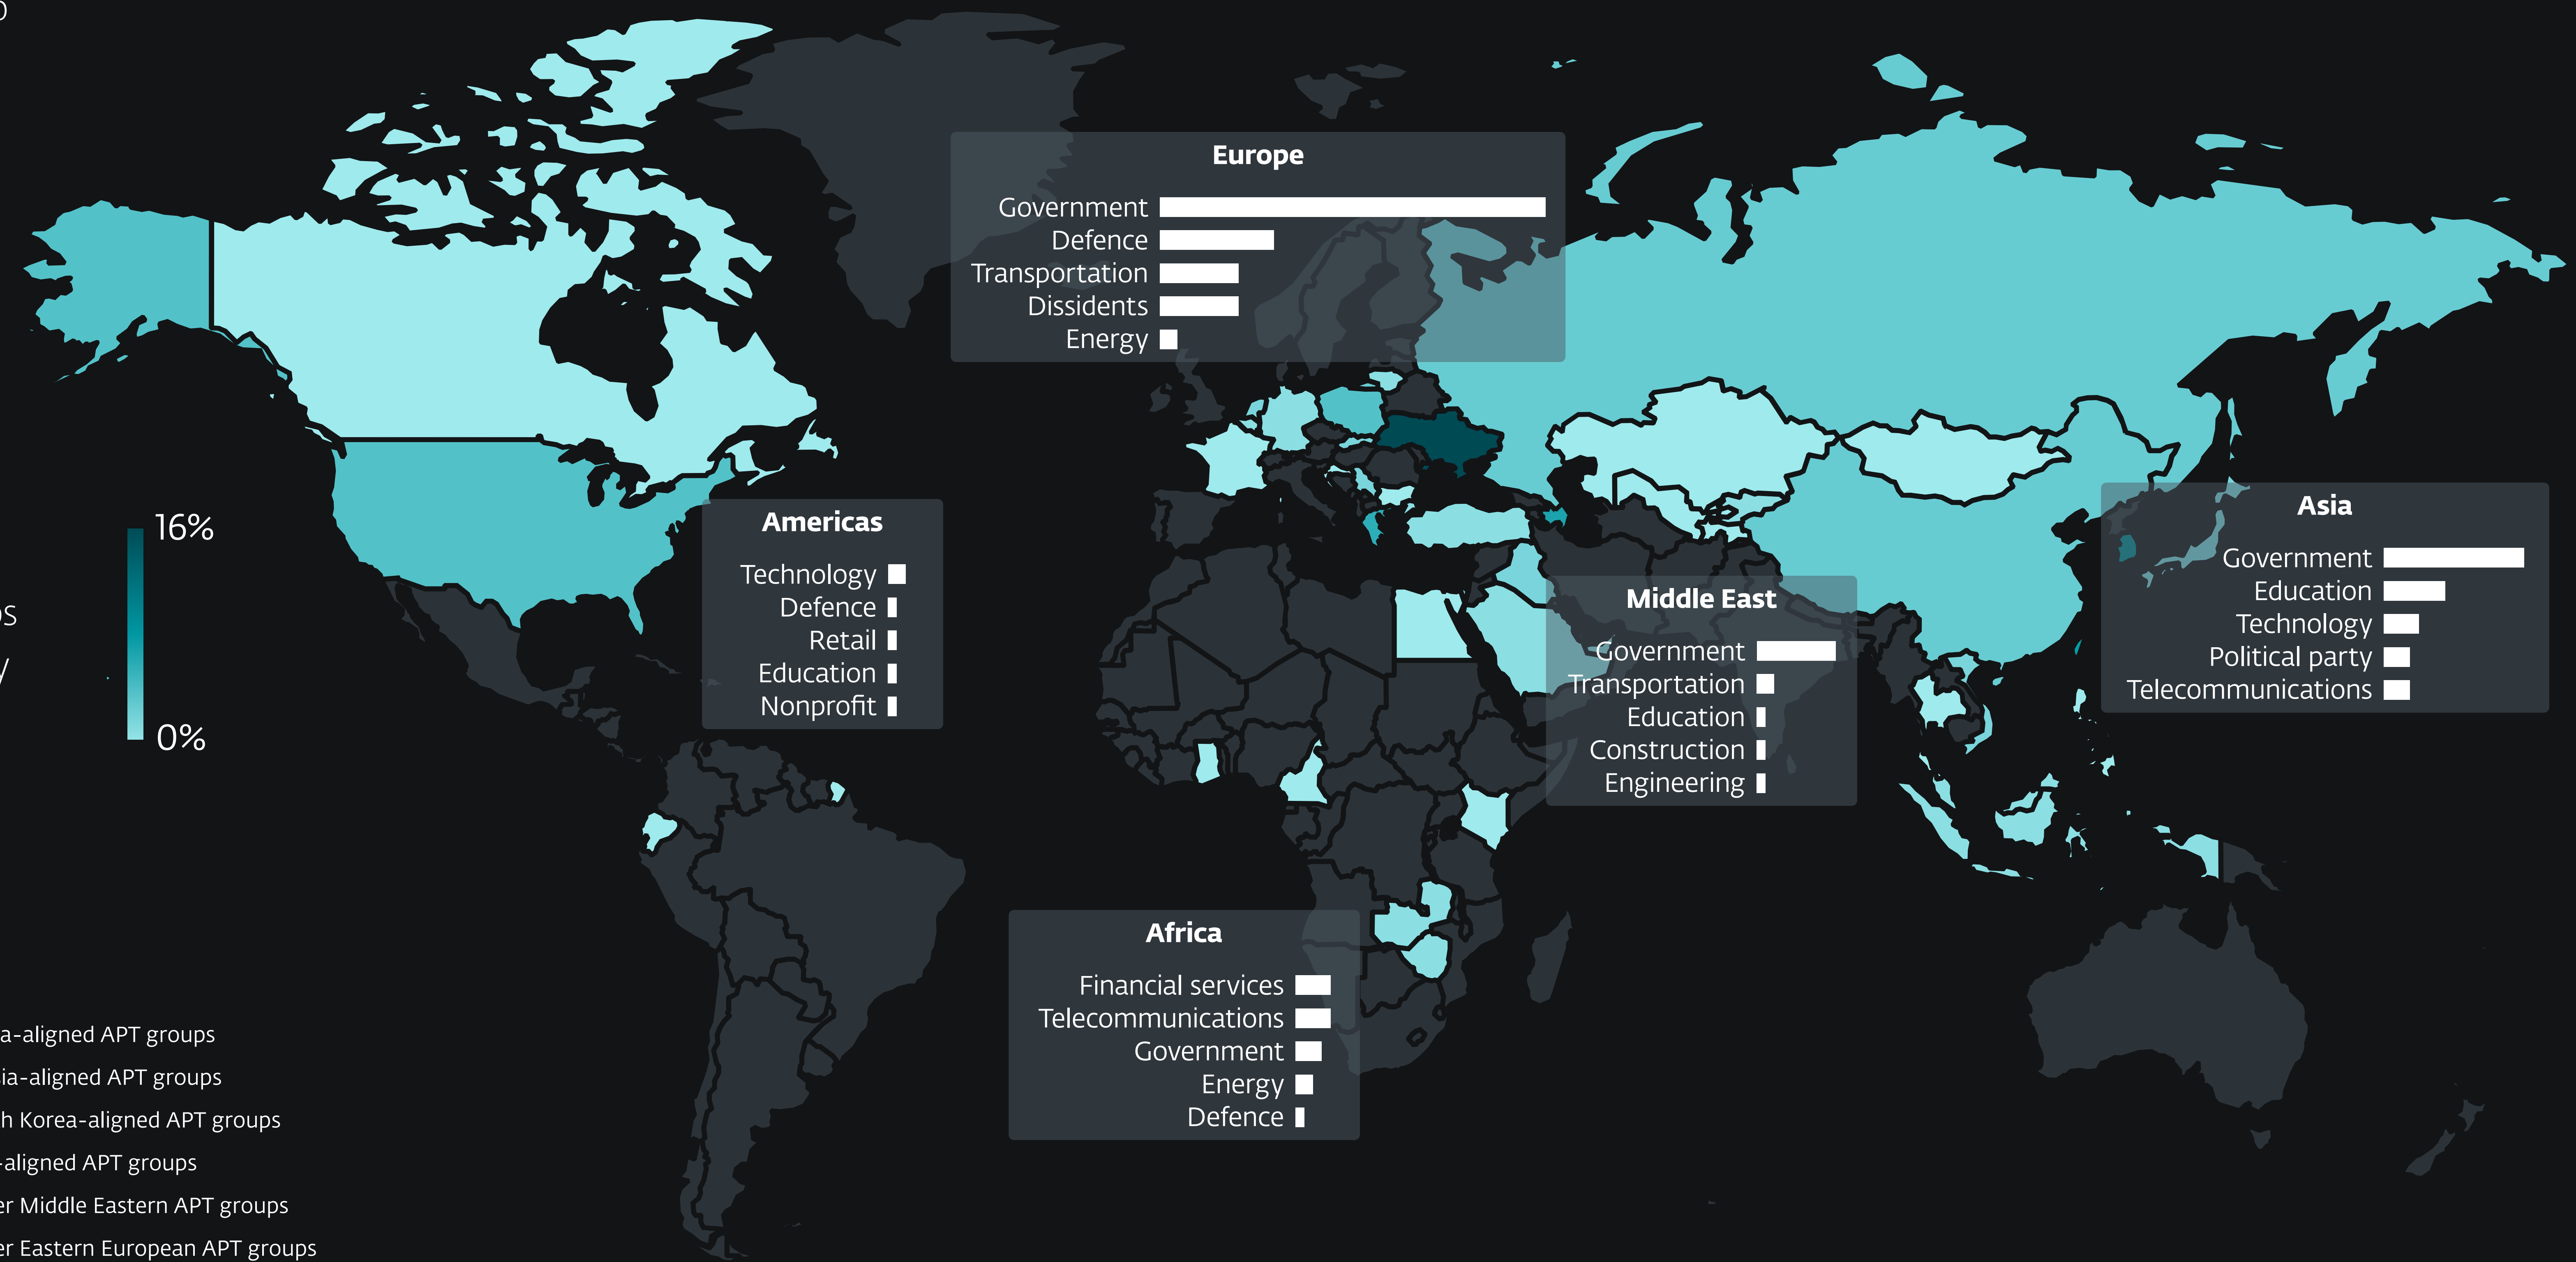 Europe
Government
Defence
Transportation
Dissidents
Energy
Americas
Technology
Defence
Retail
Education
Nonprofit
16%
0%
Asia
Government
Education
Technology
Political party
Telecommunications
Middle East
Government
Transportation
Education
Construction
Engineering
Africa
Financial services
Telecommunications
Government
Energy
Defence
a-aligned APT groups
ia-aligned APT groups
h Korea-aligned APT groups
-aligned APT groups
er Middle Eastern APT groups
er Eastern European APT groups